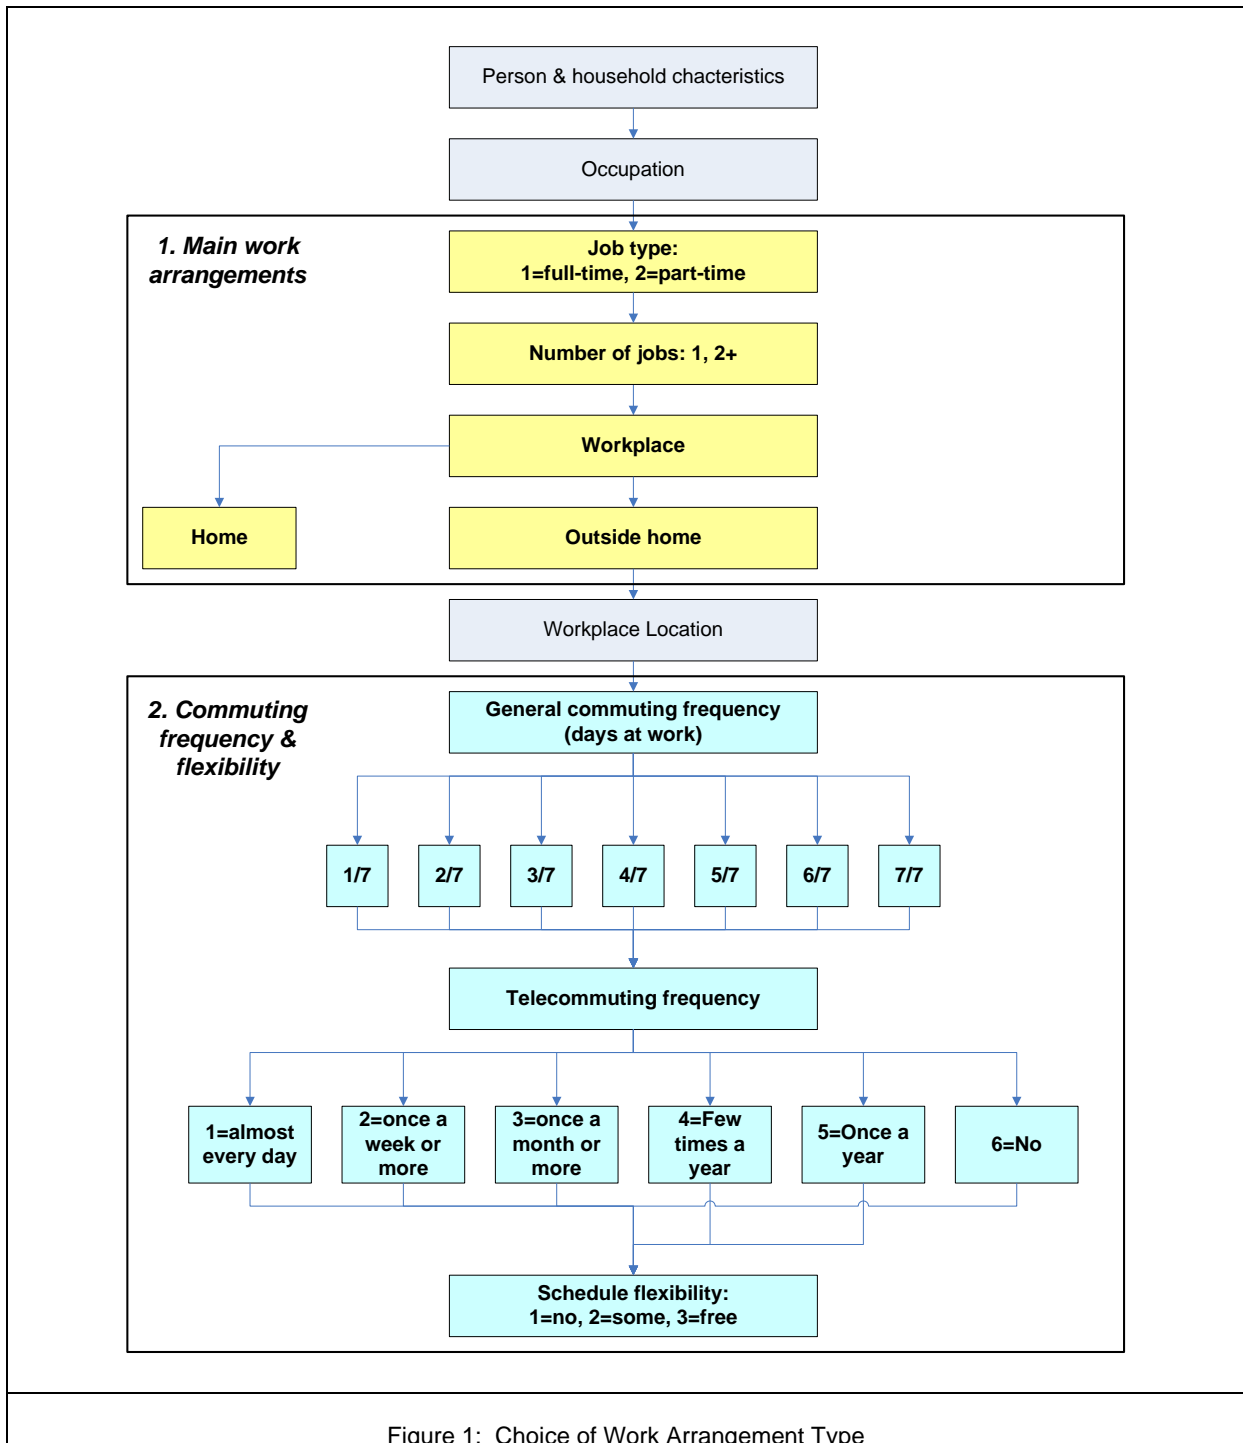 Person & household chacteristics
Occupation
1. Main work
arrangements
Job type:
1=full-time, 2=part-time
Number of jobs: 1, 2+
Workplace
Home
Outside home
Workplace Location
2. Commuting
frequency &
flexibility
General commuting frequency
(days at work)
1/7
2/7
3/7
4/7
5/7
6/7
7/7
Telecommuting frequency
1=almost
every day
2=once a
week or
more
3=once a
month or
more
4=Few
times a
year
5=Once a
year
6=No
Schedule flexibility:
1=no, 2=some, 3=free
Figure 1: Choice of Work Arrangement Type